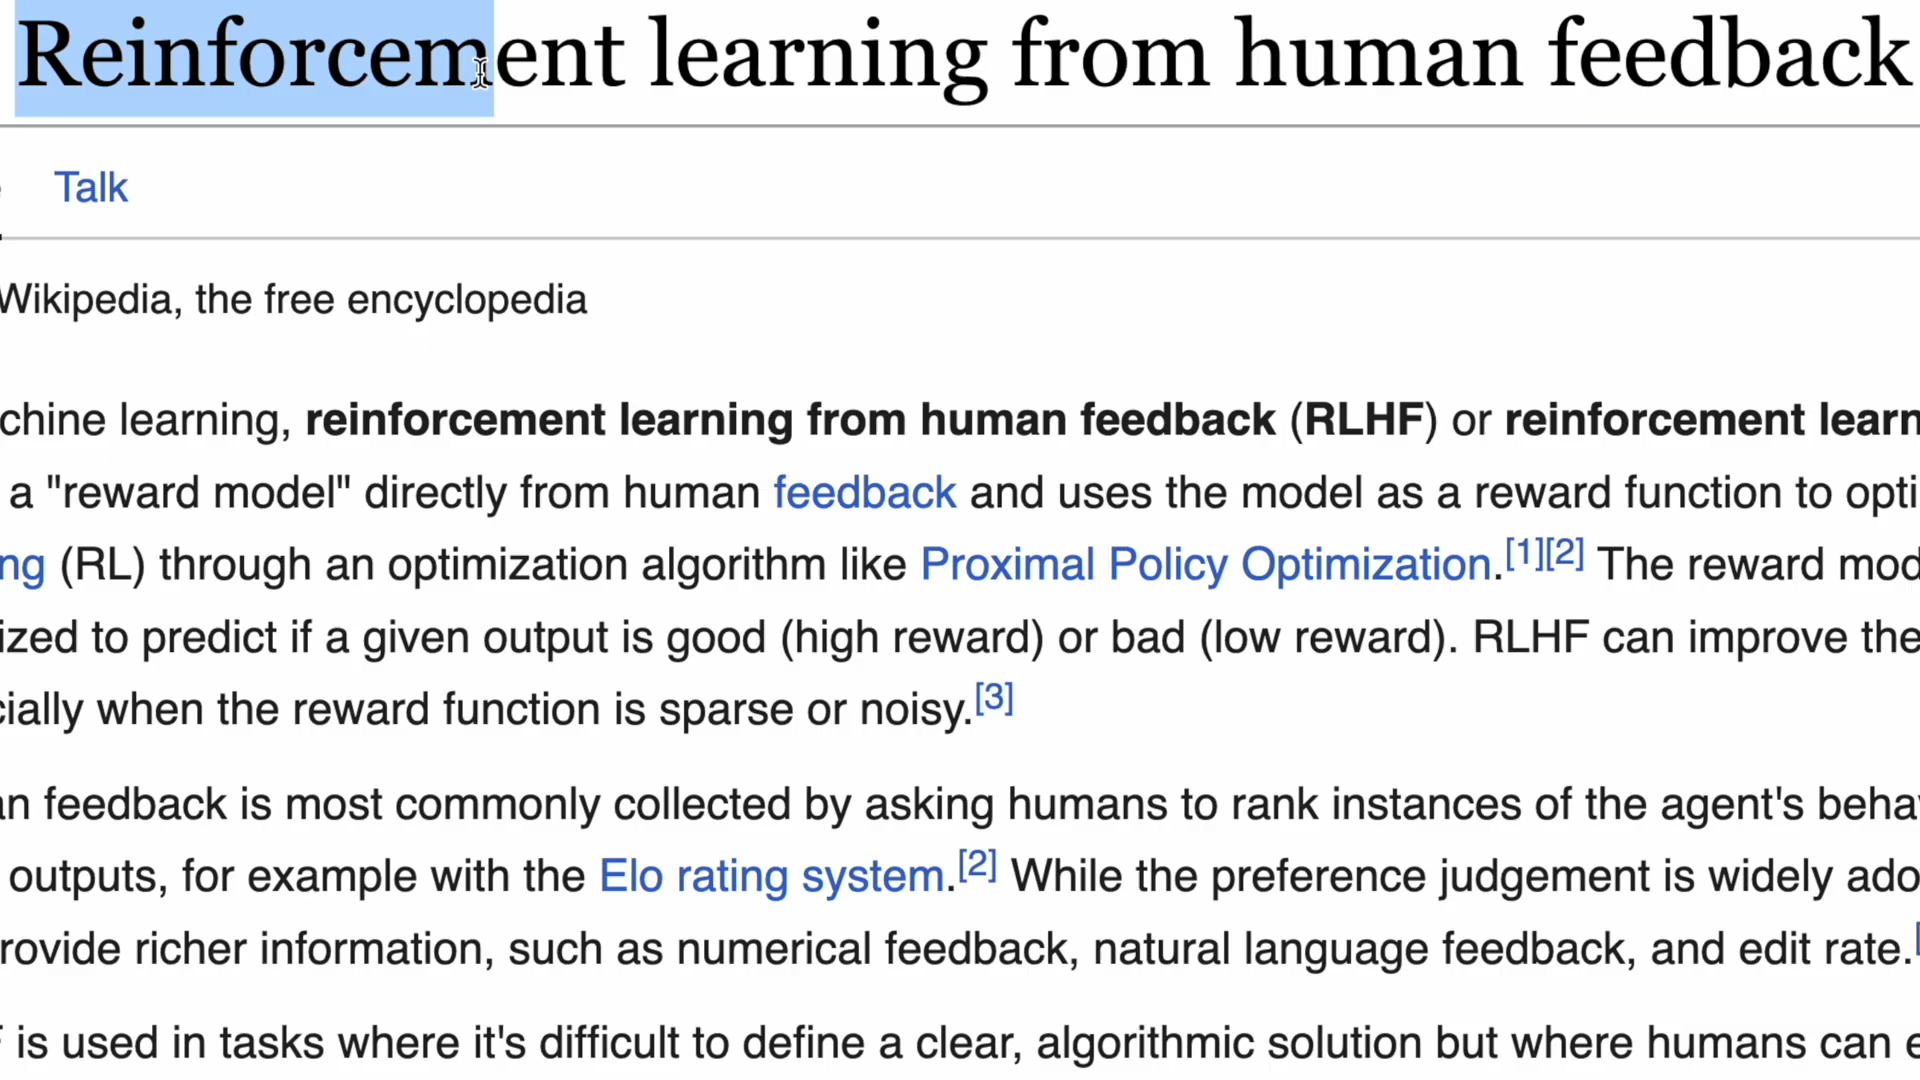 Reinforcement learning from human feedback
Talk
Wikipedia, the free encyclopedia
chine learning, reinforcement learning from human feedback (RLHF) or reinforcement learn
a "reward model" directly from human feedback and uses the model as a reward function to opti
ng (RL) through an optimization algorithm like Proximal Policy Optimization.[1][2] The reward mod
ized to predict if a given output is good (high reward) or bad (low reward). RLHF can improve the
cially when the reward function is sparse or noisy.[3]
an feedback is most commonly collected by asking humans to rank instances of the agent's behav
outputs, for example with the Elo rating system.[2] While the preference judgement is widely ado
rovide richer information, such as numerical feedback, natural language feedback, and edit rate.[
F is used in tasks where it's difficult to define a clear, algorithmic solution but where humans can e